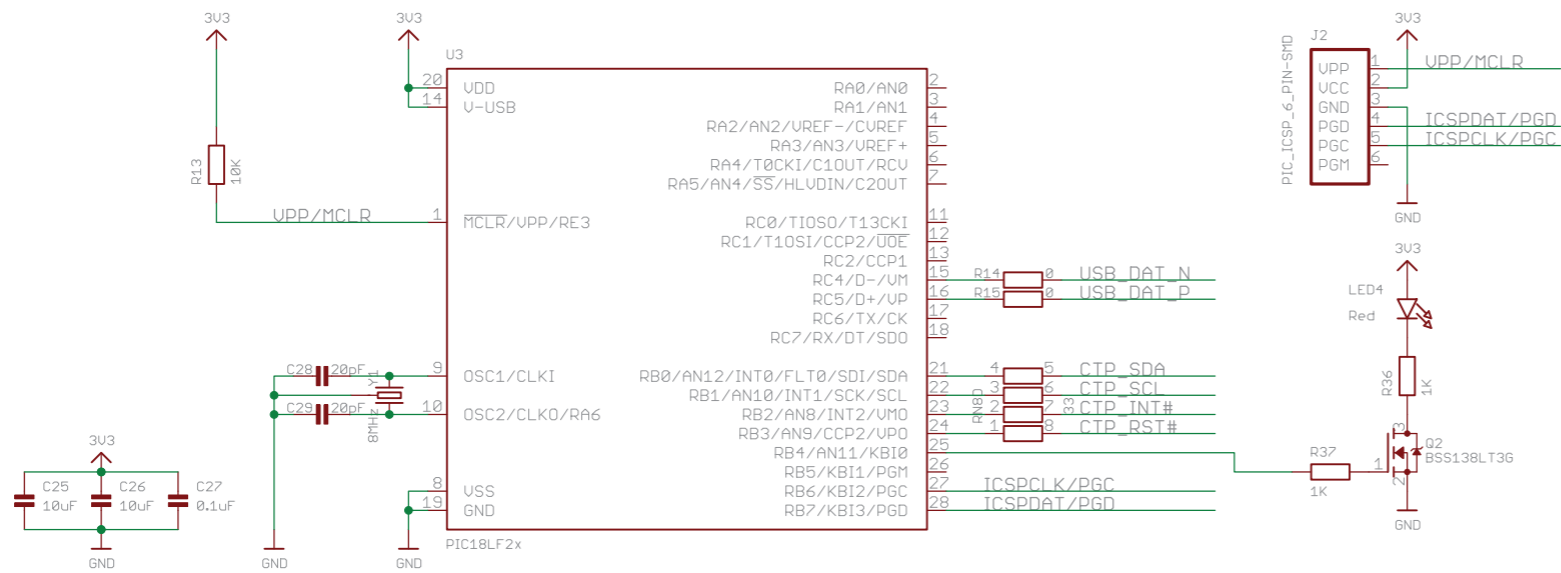 3V3
3V3
U3
20 VDD
14 V-USB
1 MCLR/VPP/RE3
9 OSC1/CLKI
10 OSC2/CLKO/RA6
8 VSS
19 GND
RA0/AN0 2
RA1/AN1 3
RA2/AN2/VREF-/CVREF 4
RA3/AN3/VREF+ 5
RA4/T0CKI/C1OUT/RCV 6
RA5/AN4/SS/HLVDIN/C2OUT 7
RC0/TIOSO/T13CKI 11
RC1/T1OSI/CCP2/UOE 12
RC2/CCP1 13
RC4/D-/VM 15
RC5/D+/VP 16
RC6/TX/CK 17
RC7/RX/DT/SDO 18
RB0/AN12/INT0/FLT0/SDI/SDA 21
RB1/AN10/INT1/SCK/SCL 22
RB2/AN8/INT2/VMO 23
RB3/AN9/CCP2/VPO 24
RB4/AN11/KBI0 25
RB5/KBI1/PGM 26
RB6/KBI2/PGC 27
RB7/KBI3/PGD 28
PIC18LF2x
R13
10K
VPP/MCLR
C28 20pF
Y1
8MHz
C29 20pF
GND
GND
3V3
C25
10uF
C26
10uF
C27
0.1uF
GND
R14 0 USB_DAT_N
R15 0 USB_DAT_P
4 5 CTP_SDA
3 6 CTP_SCL
2 7 CTP_INT#
1 8 CTP_RST#
RN80
33
ICSPCLK/PGC
ICSPDAT/PGD
J2
PIC_ICSP_6_PIN-SMD
3V3
VPP 1 VPP/MCLR
VCC 2
GND 3
PGD 4 ICSPDAT/PGD
PGC 5 ICSPCLK/PGC
PGM 6
GND
3V3
LED4
Red
R36
1K
R37
1K
1
3
2
Q2
BSS138LT3G
GND